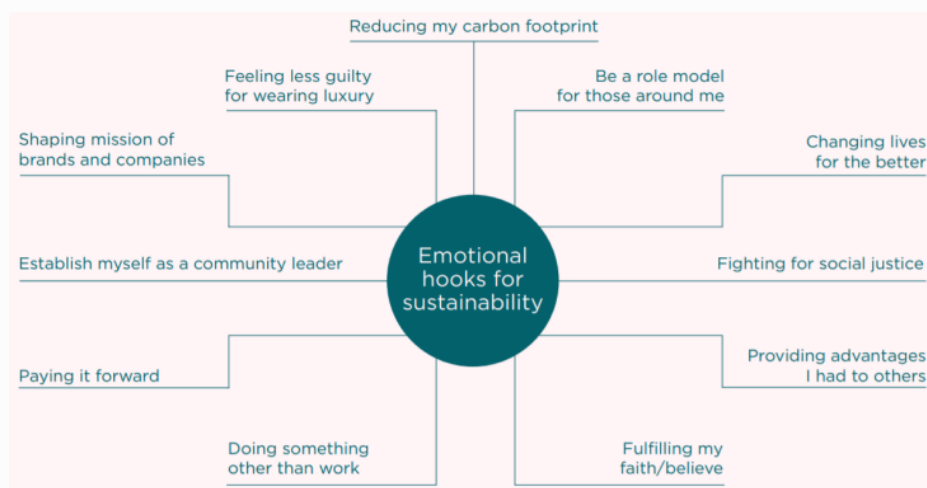 Reducing my carbon footprint
Feeling less guilty
for wearing luxury
Be a role model
for those around me
Shaping mission of
brands and companies
Changing lives
for the better
Emotional
hooks for
sustainability
Establish myself as a community leader
Fighting for social justice
Paying it forward
Providing advantages
I had to others
Doing something
other than work
Fulfilling my
faith/believe